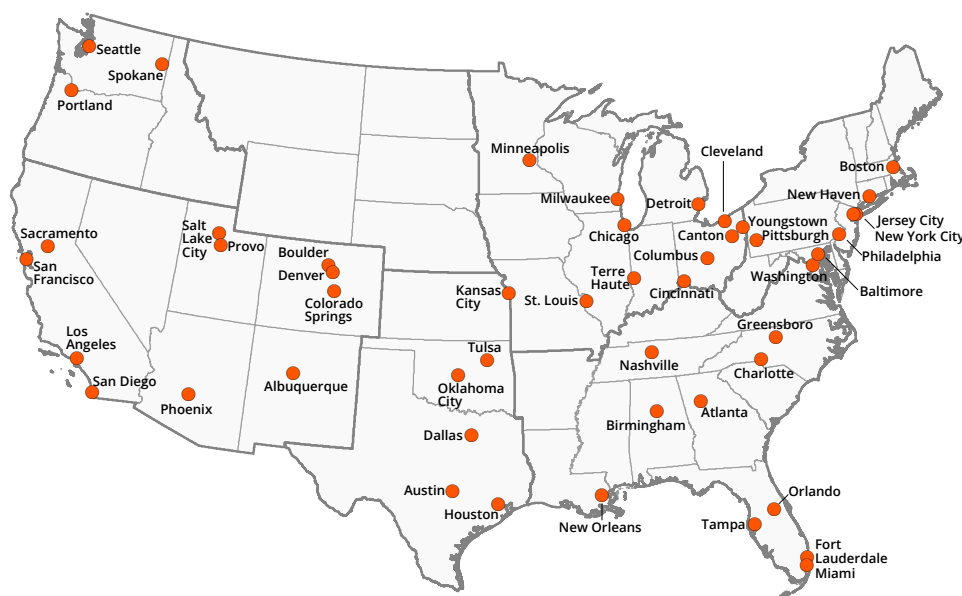 Seattle
Spokane
Portland
Minneapolis
Cleveland
Boston
Milwaukee
Detroit
New Haven
Sacramento
Salt
Lake
City
Provo
Chicago
Canton
Youngstown
Pittsburgh
Jersey City
New York City
San
Francisco
Boulder
Denver
Colorado
Springs
Kansas
City
St. Louis
Terre
Haute
Columbus
Cincinnati
Washington
Philadelphia
Baltimore
Los
Angeles
San Diego
Phoenix
Albuquerque
Tulsa
Oklahoma
City
Nashville
Greensboro
Charlotte
Dallas
Birmingham
Atlanta
Austin
Houston
New Orleans
Orlando
Tampa
Fort
Lauderdale
Miami